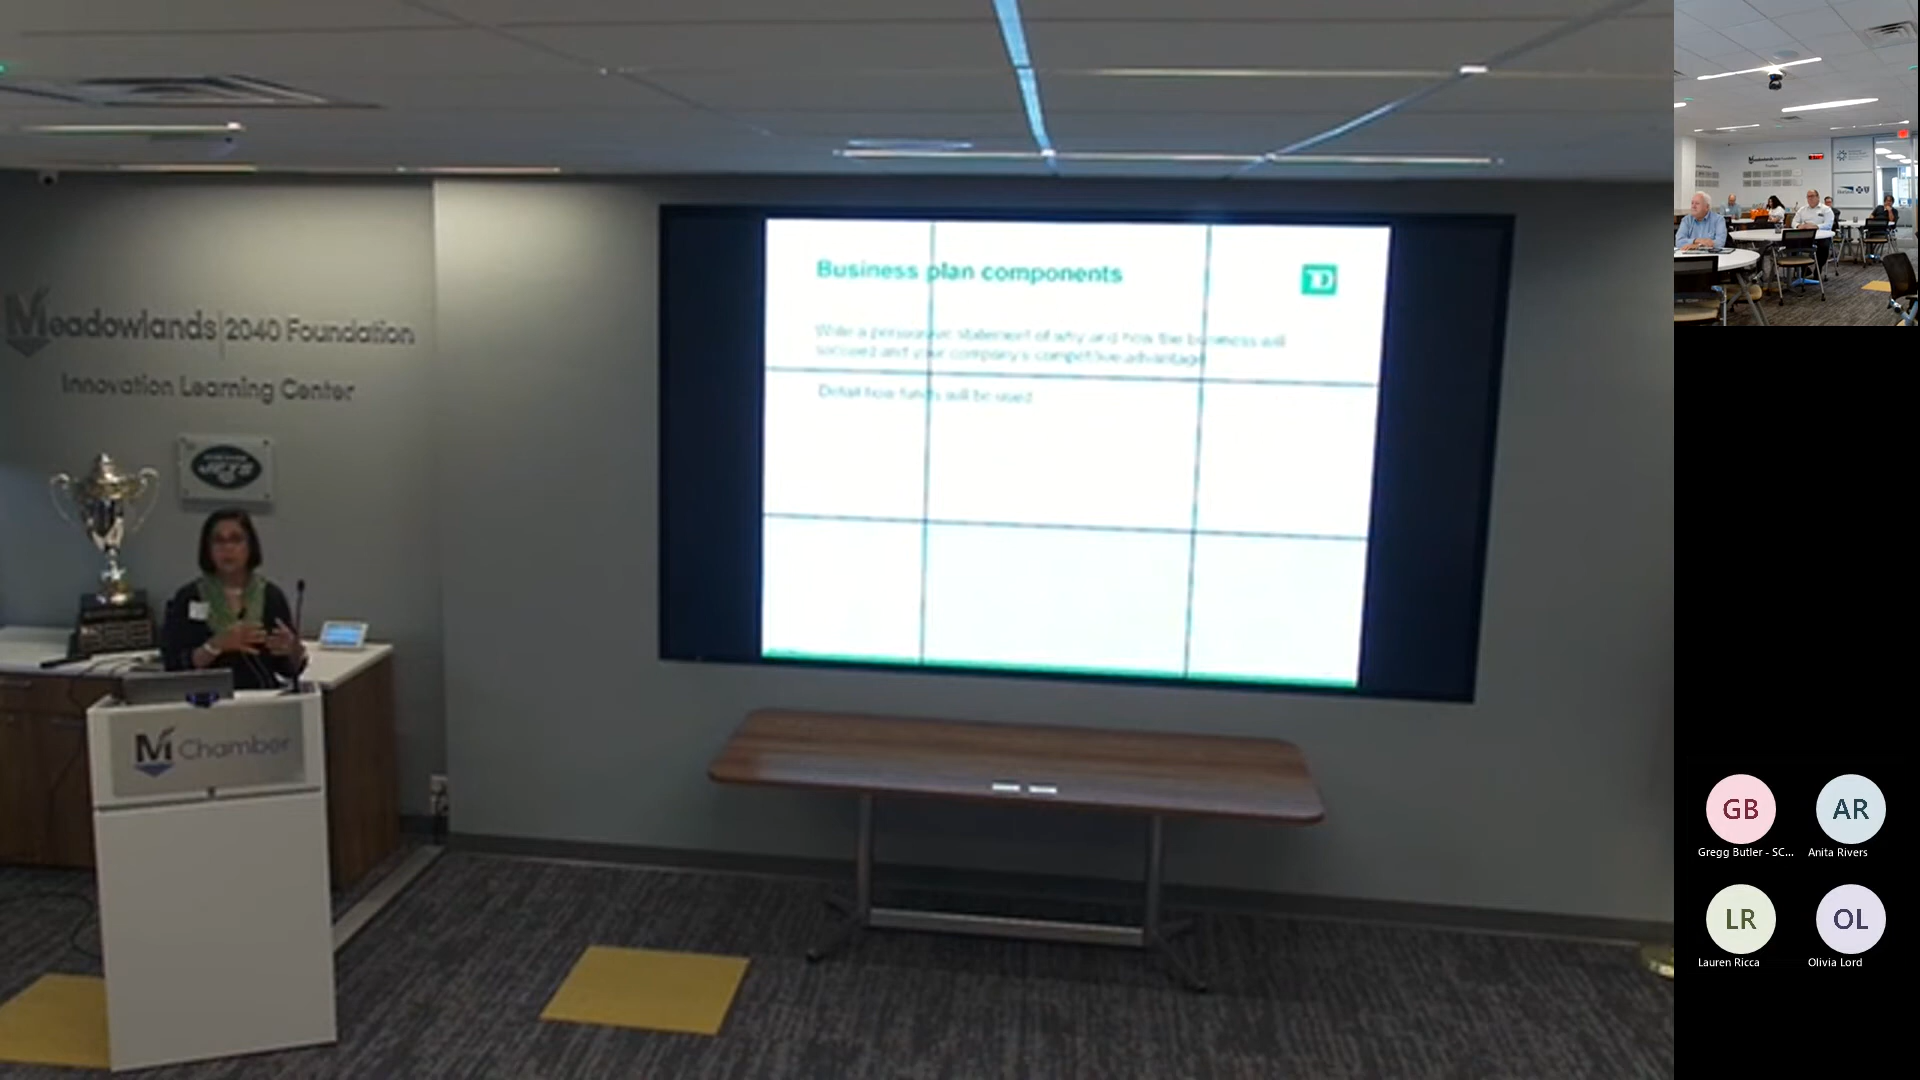 Meadowlands | 2040 Foundation
Innovation Learning Center
JETS
M Chamber
Business plan components
TD
Write a persuasive statement of why and how the business will
succeed and your company's competitive advantage
Detail how funds will be used
Meadowlands
GB
AR
Gregg Butler - SC...
Anita Rivers
LR
OL
Lauren Ricca
Olivia Lord